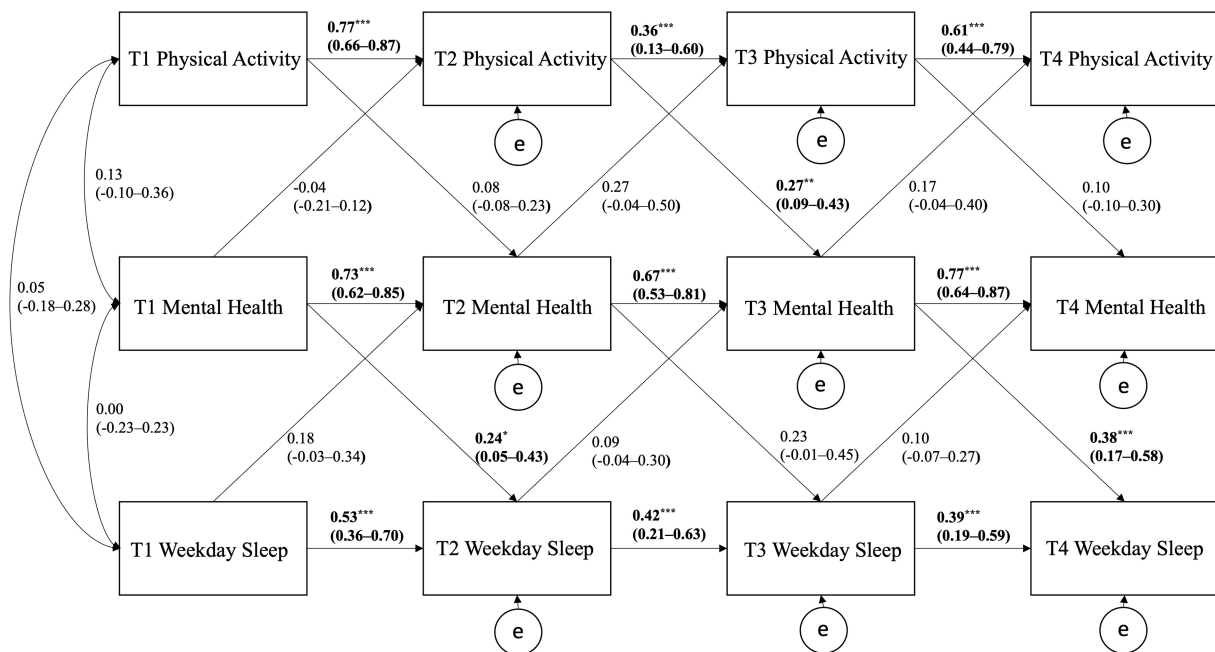 0.77***
(0.66–0.87)
0.36***
(0.13–0.60)
0.61***
(0.44–0.79)
T1 Physical Activity
T2 Physical Activity
T3 Physical Activity
T4 Physical Activity
e
e
e
0.13
(-0.10–0.36)
-0.04
(-0.21–0.12)
0.08
(-0.08–0.23)
0.27
(-0.04–0.50)
0.27**
(0.09–0.43)
0.17
(-0.04–0.40)
0.10
(-0.10–0.30)
0.05
(-0.18–0.28)
0.73***
(0.62–0.85)
0.67***
(0.53–0.81)
0.77***
(0.64–0.87)
T1 Mental Health
T2 Mental Health
T3 Mental Health
T4 Mental Health
e
e
e
0.00
(-0.23–0.23)
0.18
(-0.03–0.34)
0.24*
(0.05–0.43)
0.09
(-0.04–0.30)
0.23
(-0.01–0.45)
0.10
(-0.07–0.27)
0.38***
(0.17–0.58)
0.53***
(0.36–0.70)
0.42***
(0.21–0.63)
0.39***
(0.19–0.59)
T1 Weekday Sleep
T2 Weekday Sleep
T3 Weekday Sleep
T4 Weekday Sleep
e
e
e